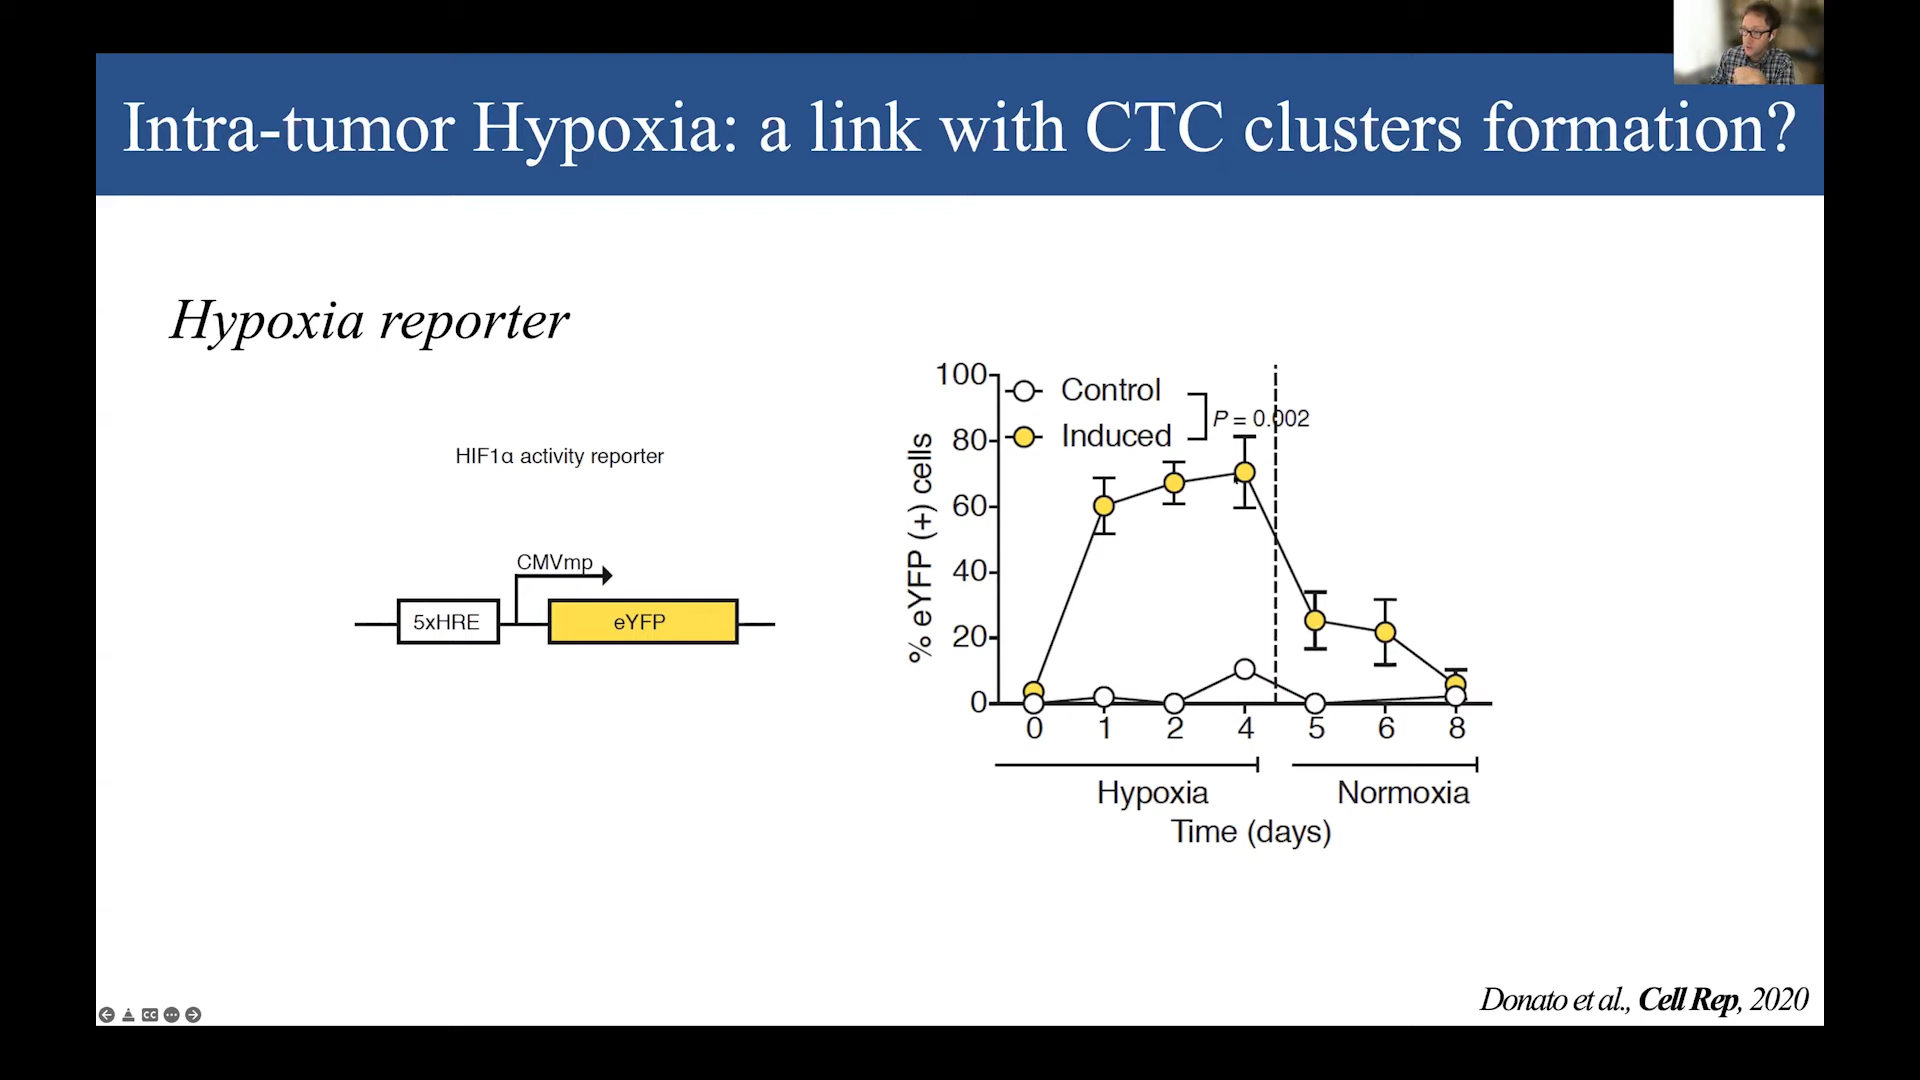 Intra-tumor Hypoxia: a link with CTC clusters formation?
Hypoxia reporter
HIF1α activity reporter
CMVmp
5xHRE
eYFP
100
80
60
40
20
0
% eYFP (+) cells
Control
Induced
P = 0.002
0 1 2 4 5 6 8
Hypoxia Normoxia
Time (days)
Donato et al., Cell Rep, 2020
CC